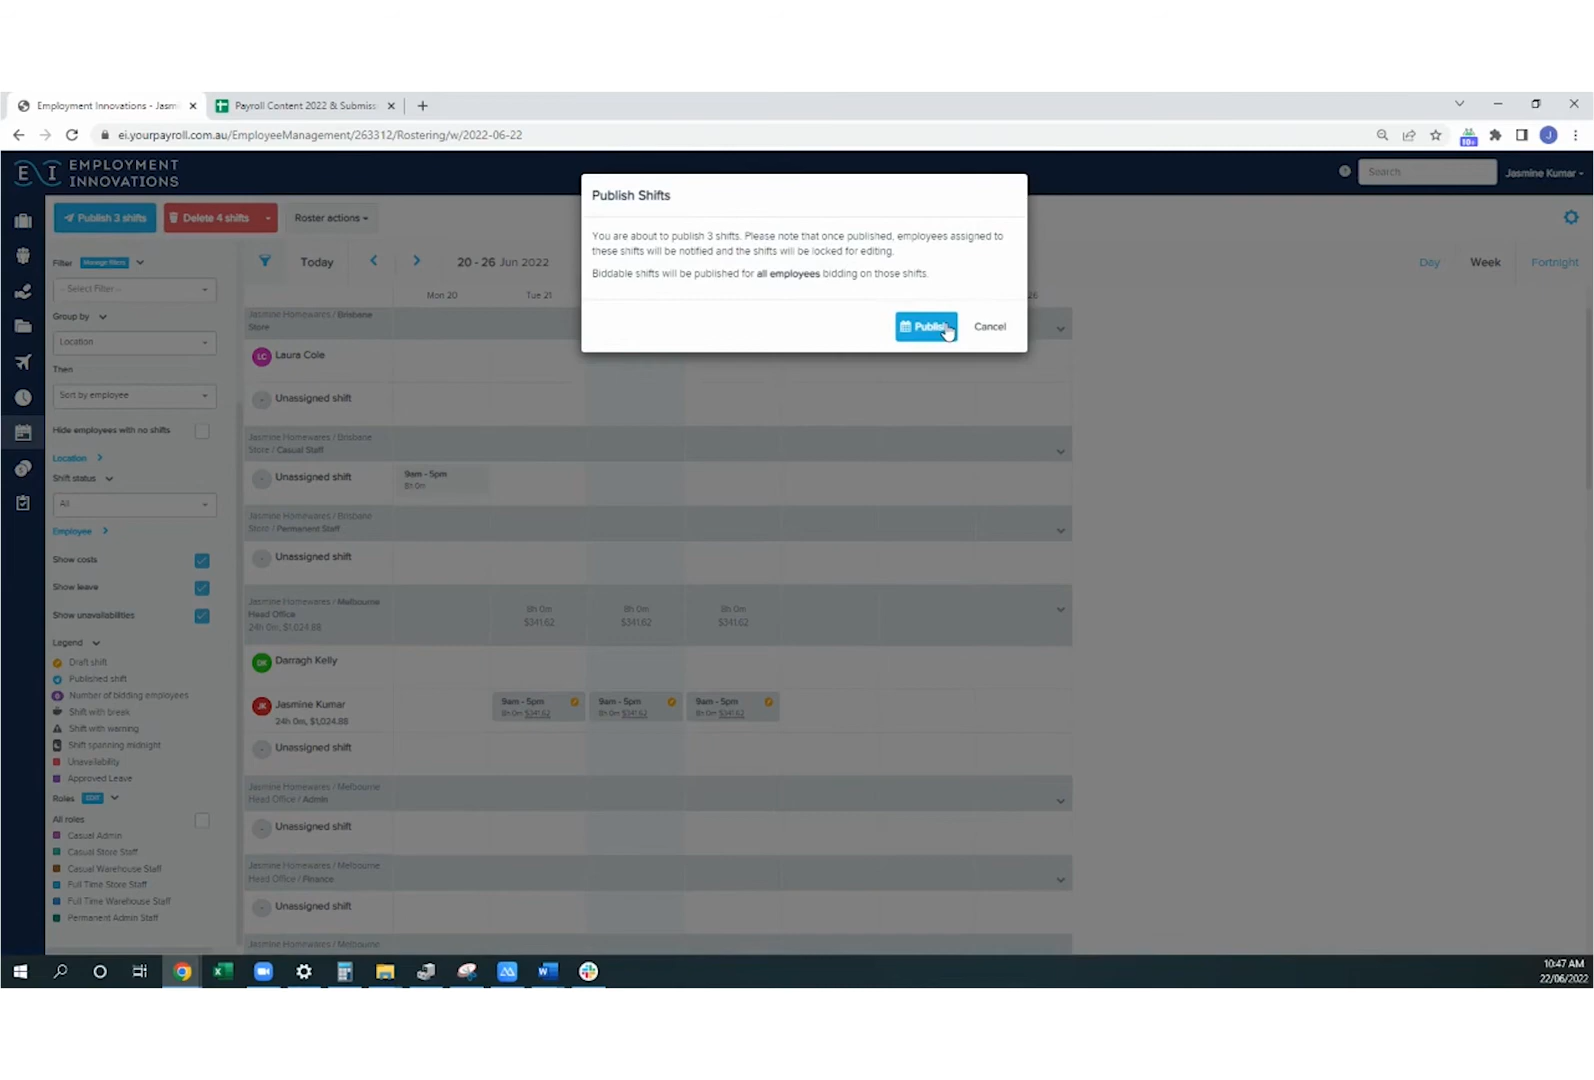 Employment Innovations - Jasmi
Payroll Content 2022 & Submiss
ei.yourpayroll.com.au/EmployeeManagement/263312/Rostering/w/2022-06-22
10+
J
EI EMPLOYMENT INNOVATIONS
Search
Jasmine Kumar
Publish 3 shifts
Delete 4 shifts
Roster actions
Filter
Manage filters
-- Select Filter --
Group by
Location
Then
Sort by employee
Hide employees with no shifts
Location
Shift status
All
Employee
Show costs
Show leave
Show unavailabilities
Legend
Draft shift
Published shift
Number of bidding employees
Shift with break
Shift with warning
Shift spanning midnight
Unavailability
Approved Leave
Roles
EDIT
All roles
Casual Admin
Casual Store Staff
Casual Warehouse Staff
Full Time Store Staff
Full Time Warehouse Staff
Permanent Admin Staff
Today
20 - 26 Jun 2022
Day
Week
Fortnight
Mon 20
Tue 21
26
Publish Shifts
You are about to publish 3 shifts. Please note that once published, employees assigned to
these shifts will be notified and the shifts will be locked for editing.
Biddable shifts will be published for all employees bidding on those shifts.
Publish
Cancel
Jasmine Homewares / Brisbane
Store
LC Laura Cole
Unassigned shift
Jasmine Homewares / Brisbane
Store / Casual Staff
Unassigned shift
9am - 5pm
8h 0m
Jasmine Homewares / Brisbane
Store / Permanent Staff
Unassigned shift
Jasmine Homewares / Melbourne
Head Office
24h 0m, $1,024.88
8h 0m
$341.62
8h 0m
$341.62
8h 0m
$341.62
DK Darragh Kelly
JK Jasmine Kumar
24h 0m, $1,024.88
9am - 5pm
8h 0m $341.62
9am - 5pm
8h 0m $341.62
9am - 5pm
8h 0m $341.62
Unassigned shift
Jasmine Homewares / Melbourne
Head Office / Admin
Unassigned shift
Jasmine Homewares / Melbourne
Head Office / Finance
Unassigned shift
Jasmine Homewares / Melbourne
10:47 AM
22/06/2022